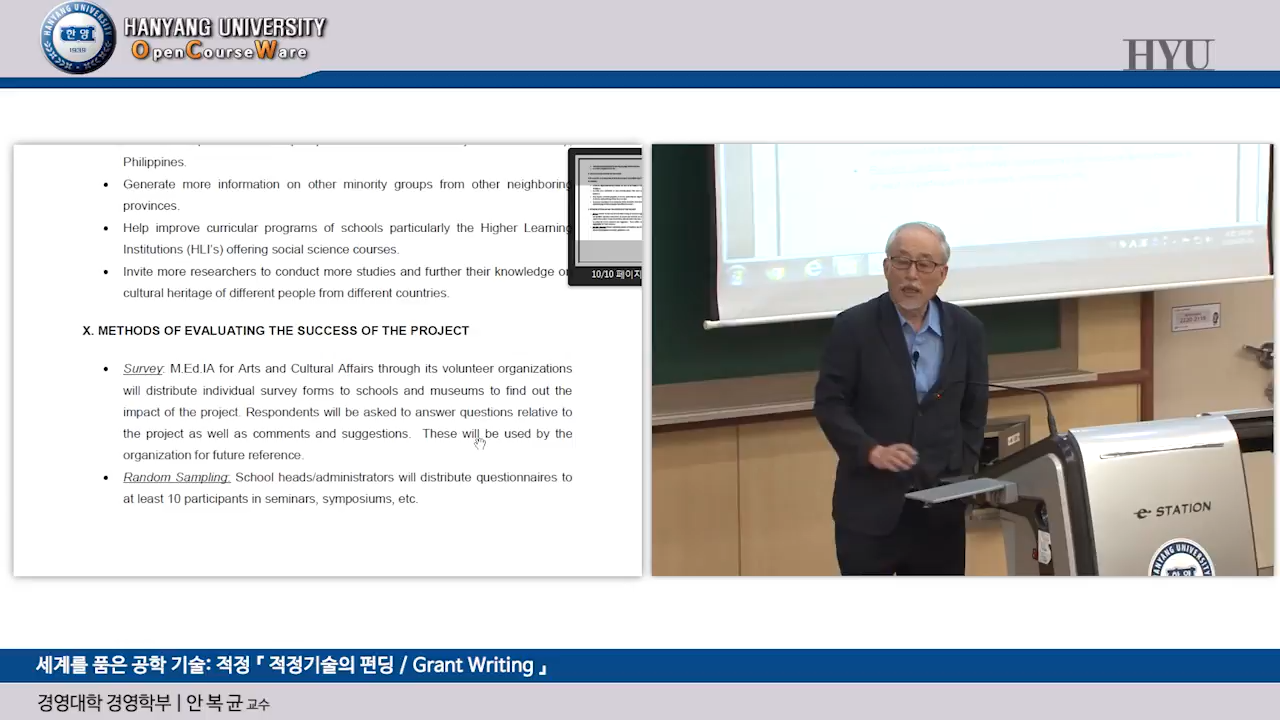 HANYANG UNIVERSITY
OpenCourseWare
한양
1939
HYU
Philippines.
• Generate more information on other minority groups from other neighboring
provinces.
• Help improve curricular programs of schools particularly the Higher Learning
Institutions (HLI's) offering social science courses.
• Invite more researchers to conduct more studies and further their knowledge on
cultural heritage of different people from different countries.
10/10 페이지
X. METHODS OF EVALUATING THE SUCCESS OF THE PROJECT
• Survey: M.Ed.IA for Arts and Cultural Affairs through its volunteer organizations
will distribute individual survey forms to schools and museums to find out the
impact of the project. Respondents will be asked to answer questions relative to
the project as well as comments and suggestions. These will be used by the
organization for future reference.
• Random Sampling: School heads/administrators will distribute questionnaires to
at least 10 participants in seminars, symposiums, etc.
e-STATION
HANYANG UNIVERSITY
한양
세계를 품은 공학 기술: 적정 『 적정기술의 펀딩 / Grant Writing 』
경영대학 경영학부 | 안 복 균 교수